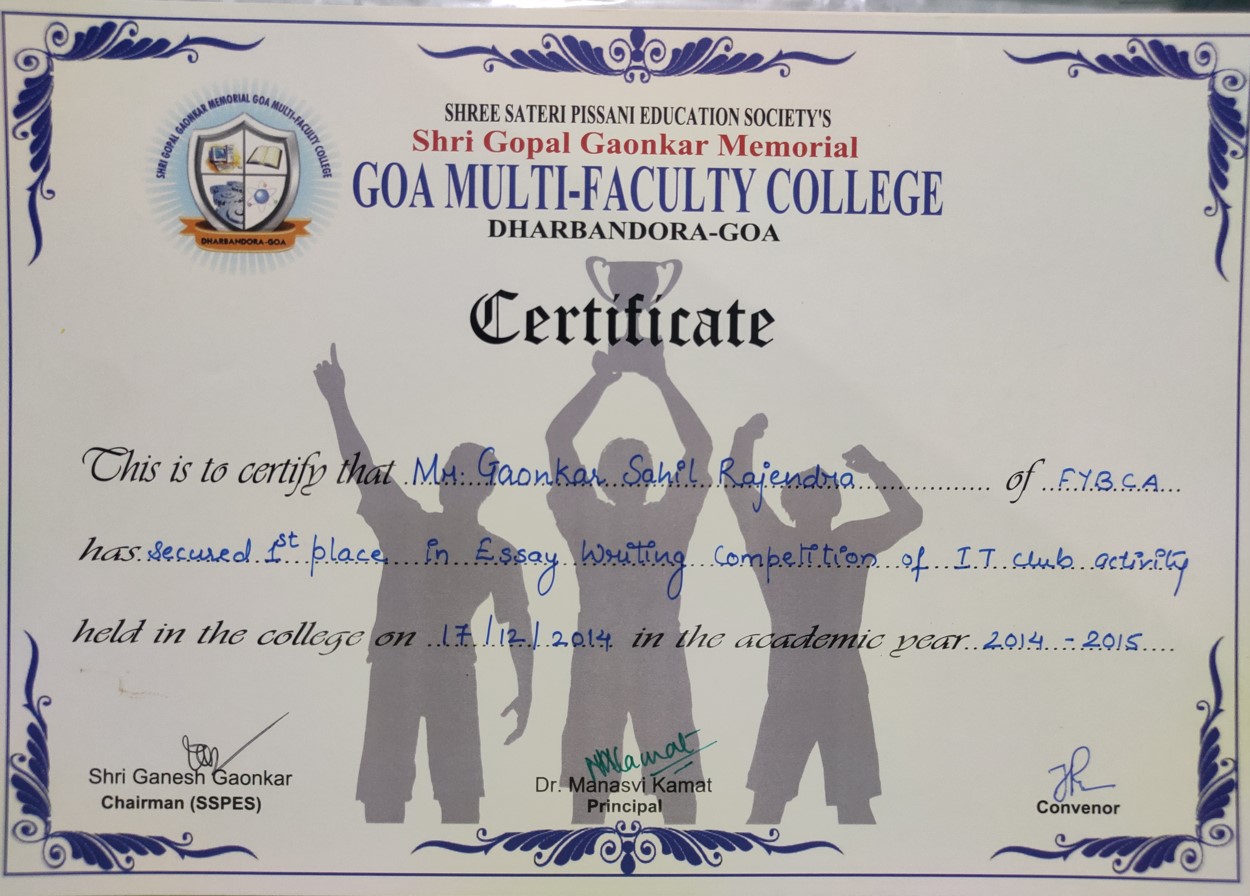 SHRI GOPAL GAONKAR MEMORIAL GOA MULTI-FACULTY COLLEGE
DHARBANDORA-GOA
SHREE SATERI PISSANI EDUCATION SOCIETY'S
Shri Gopal Gaonkar Memorial
GOA MULTI-FACULTY COLLEGE
DHARBANDORA-GOA
Certificate
This is to certify that Mr. Gaonkar Sahil Rajendra of F.Y.B.C.A
has secured 1st place in Essay Writing Competition of I.T club activity
held in the college on 17/12/2014 in the academic year 2014 - 2015
Shri Ganesh Gaonkar
Chairman (SSPES)
Dr. Manasvi Kamat
Principal
Convenor